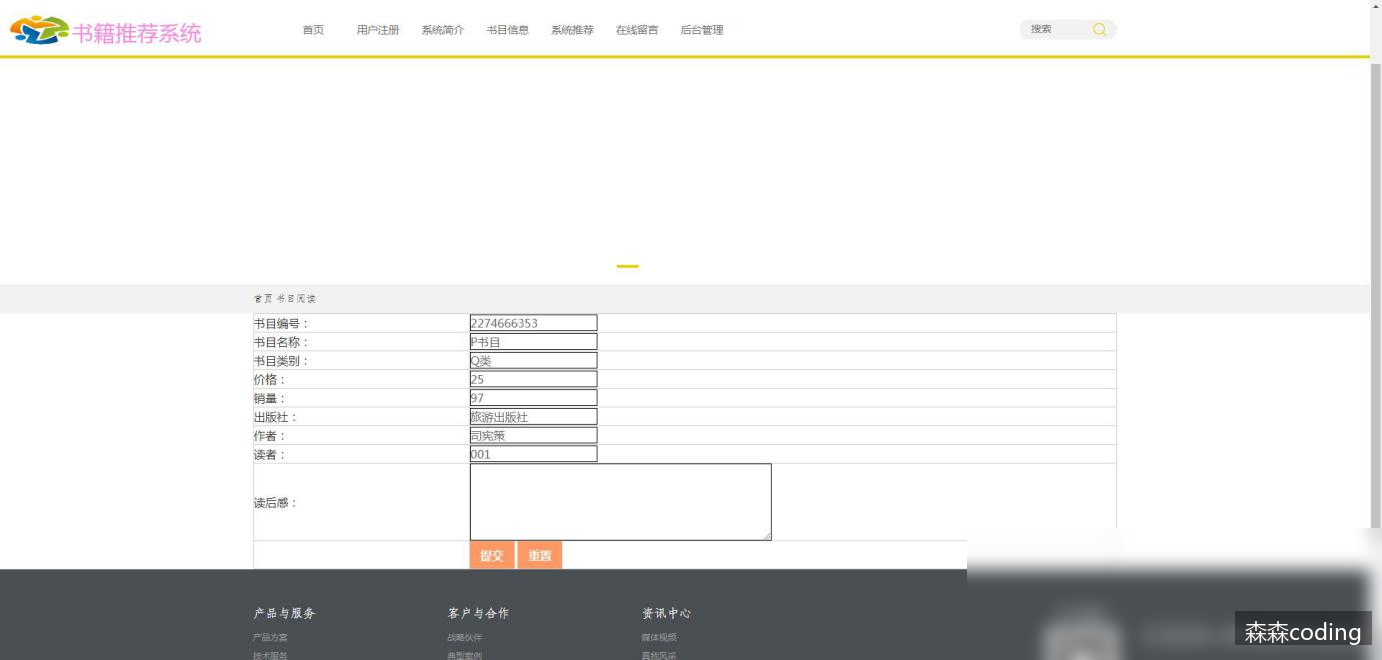 书籍推荐系统
首页 用户注册 系统简介 书目信息 系统推荐 在线留言 后台管理
搜索
首页 书目阅读
书目编号： 2274666353
书目名称： P书目
书目类别： Q类
价格： 25
销量： 97
出版社： 旅游出版社
作者： 司宪策
读者： 001
读后感：
提交 重置
产品与服务 客户与合作 资讯中心
产品方案 战略伙伴 媒体视频
技术服务 典型案例 真我风采
森森coding